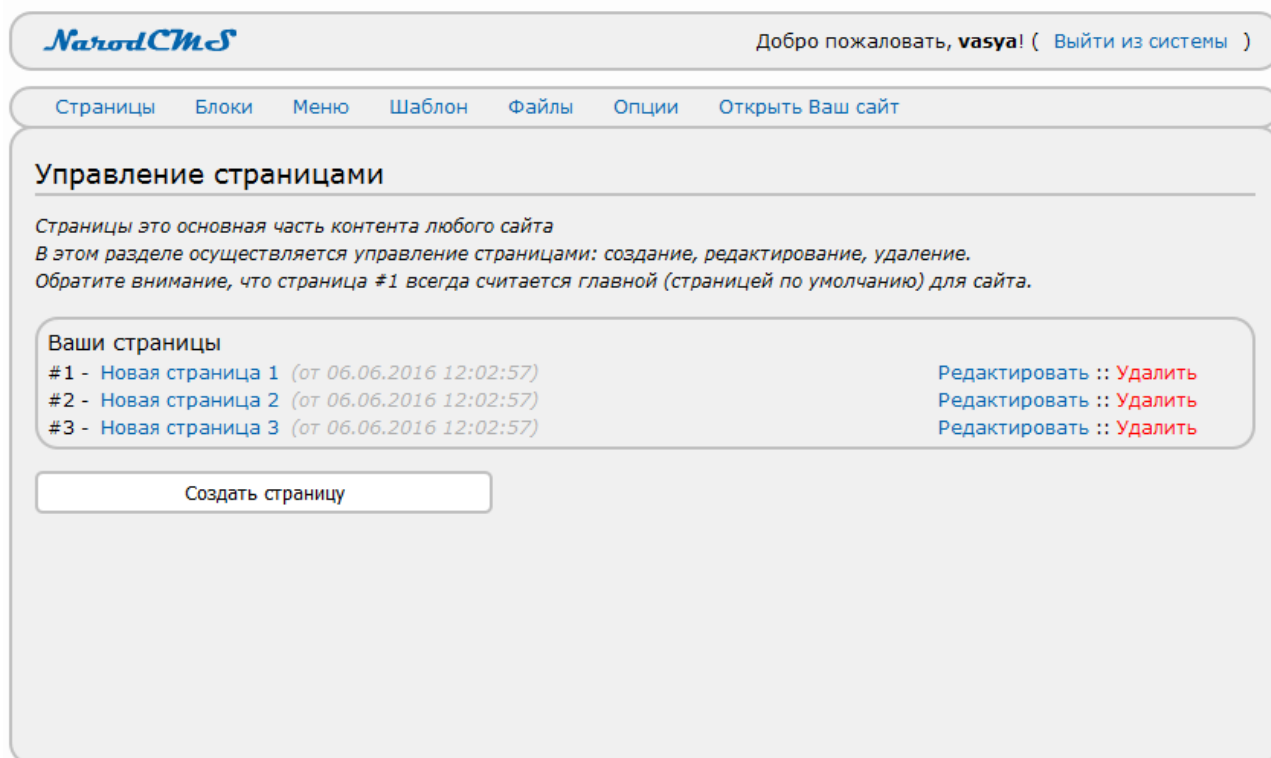 NarodCMS
Добро пожаловать, vasya! ( Выйти из системы )
Страницы Блоки Меню Шаблон Файлы Опции Открыть Ваш сайт
Управление страницами
Страницы это основная часть контента любого сайта
В этом разделе осуществляется управление страницами: создание, редактирование, удаление.
Обратите внимание, что страница #1 всегда считается главной (страницей по умолчанию) для сайта.
Ваши страницы
#1 - Новая страница 1 (от 06.06.2016 12:02:57) Редактировать :: Удалить
#2 - Новая страница 2 (от 06.06.2016 12:02:57) Редактировать :: Удалить
#3 - Новая страница 3 (от 06.06.2016 12:02:57) Редактировать :: Удалить
Создать страницу